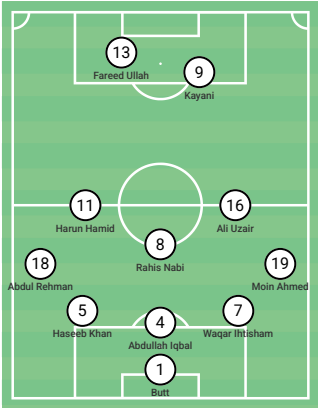 13
Fareed Ullah
9
Kayani
11
Harun Hamid
16
Ali Uzair
8
Rahis Nabi
18
Abdul Rehman
19
Moin Ahmed
5
Haseeb Khan
4
Abdullah Iqbal
7
Waqar Ihtisham
1
Butt